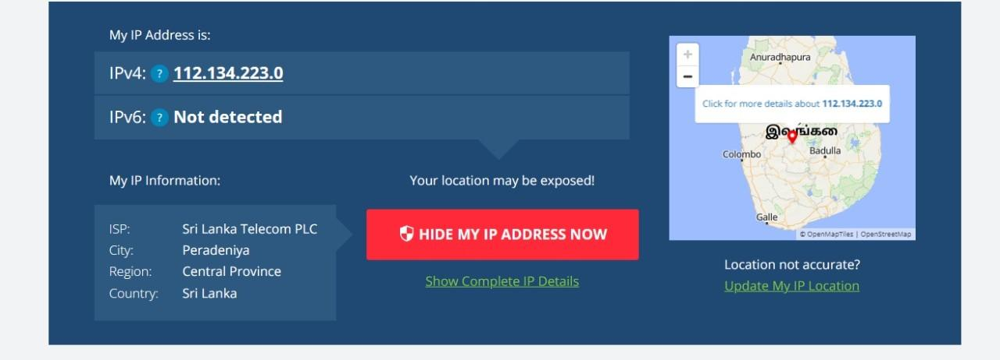 My IP Address is:
IPv4: ? 112.134.223.0
IPv6: ? Not detected
My IP Information:
ISP: Sri Lanka Telecom PLC
City: Peradeniya
Region: Central Province
Country: Sri Lanka
Your location may be exposed!
HIDE MY IP ADDRESS NOW
Show Complete IP Details
+
−
Anuradhapura
Click for more details about 112.134.223.0
Colombo
Badulla
Galle
© OpenMapTiles | OpenStreetMap
Location not accurate?
Update My IP Location